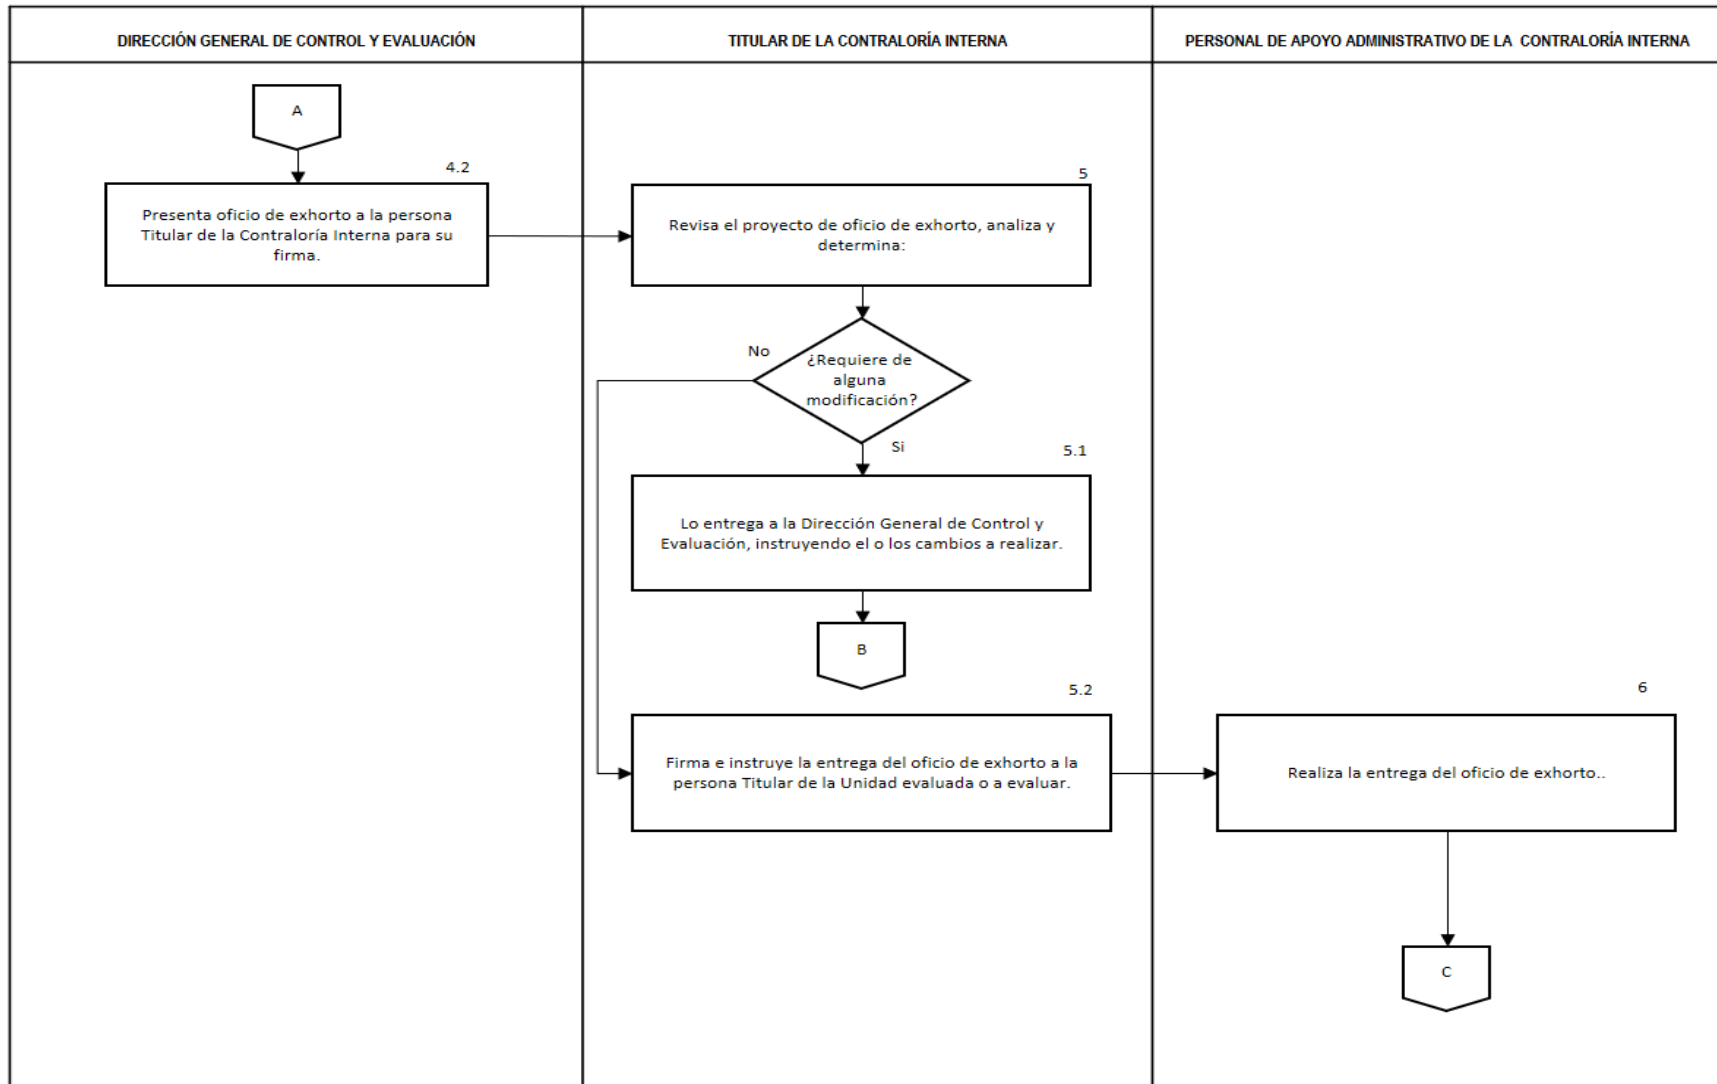 DIRECCIÓN GENERAL DE CONTROL Y EVALUACIÓN
TITULAR DE LA CONTRALORÍA INTERNA
PERSONAL DE APOYO ADMINISTRATIVO DE LA CONTRALORÍA INTERNA
A
4.2
Presenta oficio de exhorto a la persona
Titular de la Contraloría Interna para su
firma.
5
Revisa el proyecto de oficio de exhorto, analiza y
determina:
No
¿Requiere de
alguna
modificación?
Si
5.1
Lo entrega a la Dirección General de Control y
Evaluación, instruyendo el o los cambios a realizar.
B
5.2
Firma e instruye la entrega del oficio de exhorto a la
persona Titular de la Unidad evaluada o a evaluar.
6
Realiza la entrega del oficio de exhorto..
C